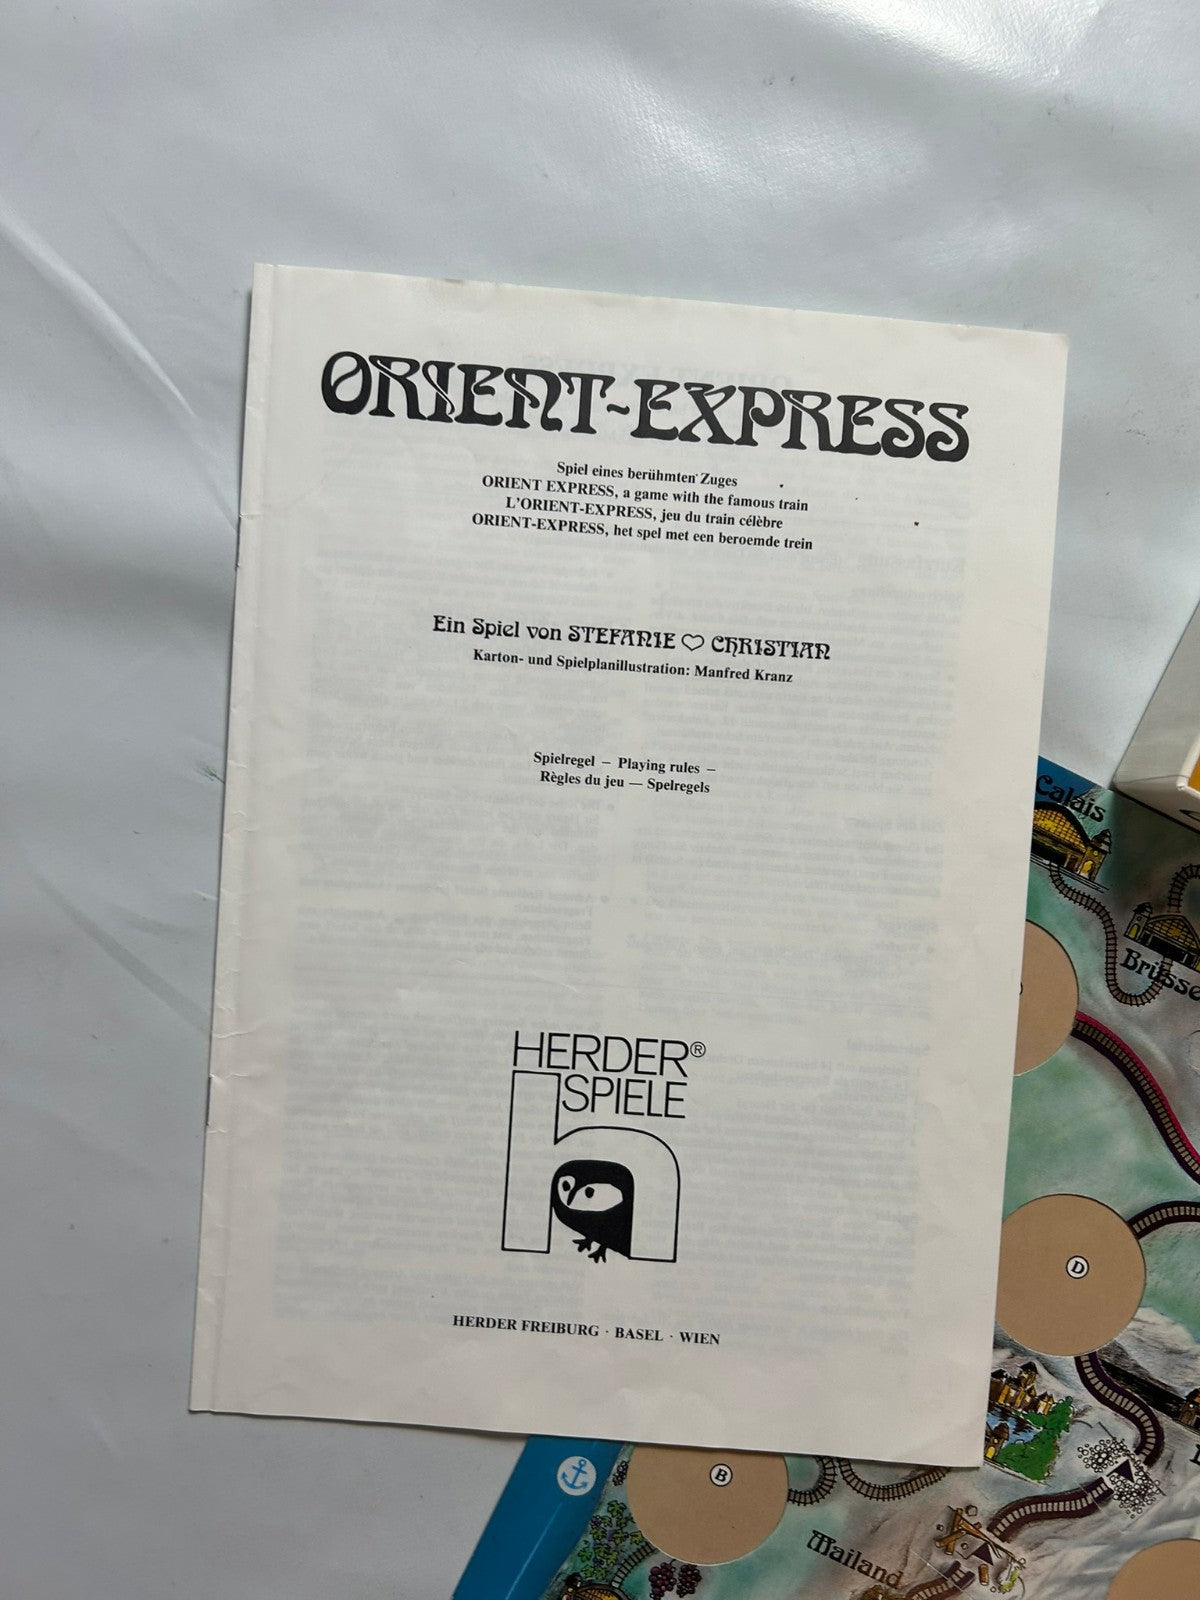 ORIENT-EXPRESS
Spiel eines berühmten Zuges
ORIENT EXPRESS, a game with the famous train
L'ORIENT-EXPRESS, jeu du train célèbre
ORIENT-EXPRESS, het spel met een beroemde trein
Ein Spiel von STEFANIE ♡ CHRISTIAN
Karton- und Spielplanillustration: Manfred Kranz
Spielregel – Playing rules –
Règles du jeu — Spelregels
HERDER®
SPIELE
HERDER FREIBURG · BASEL · WIEN
Calais
Brüsse
D
B
Mailand